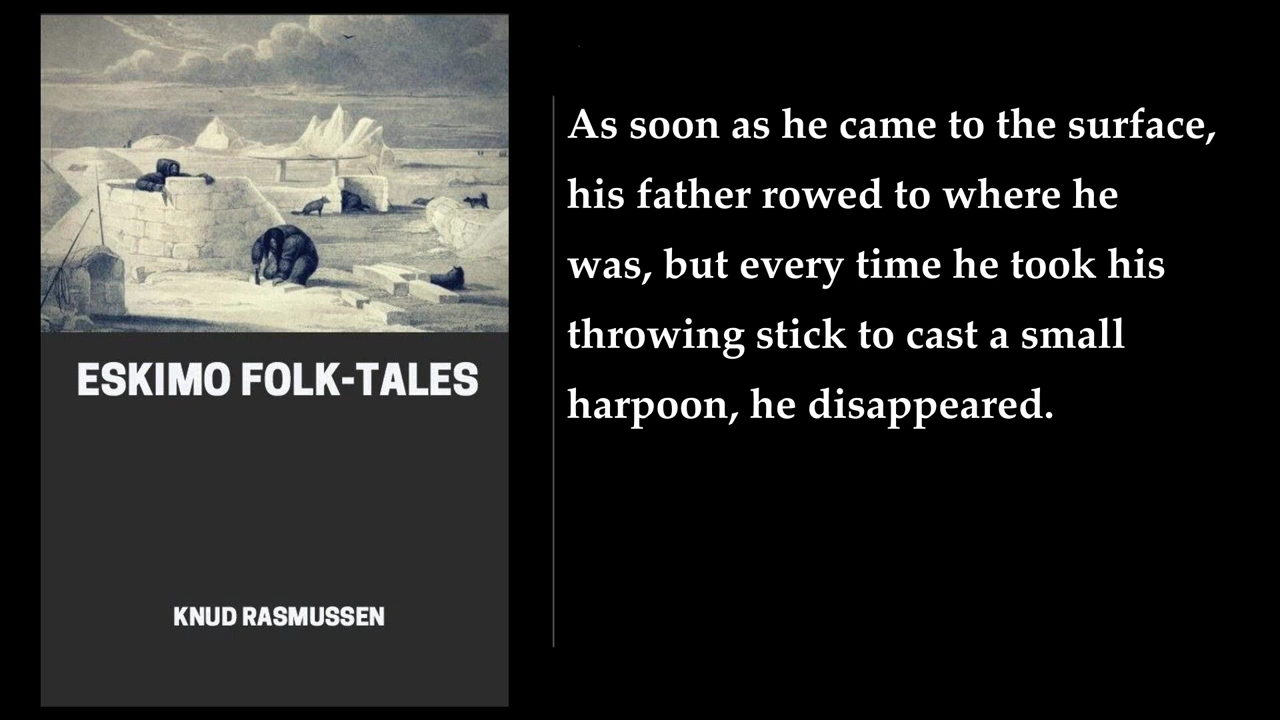 ESKIMO FOLK-TALES
KNUD RASMUSSEN
As soon as he came to the surface,
his father rowed to where he
was, but every time he took his
throwing stick to cast a small
harpoon, he disappeared.